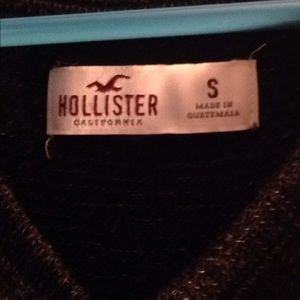 HOLLISTER
CALIFORNIA
S
MADE IN
GUATEMALA